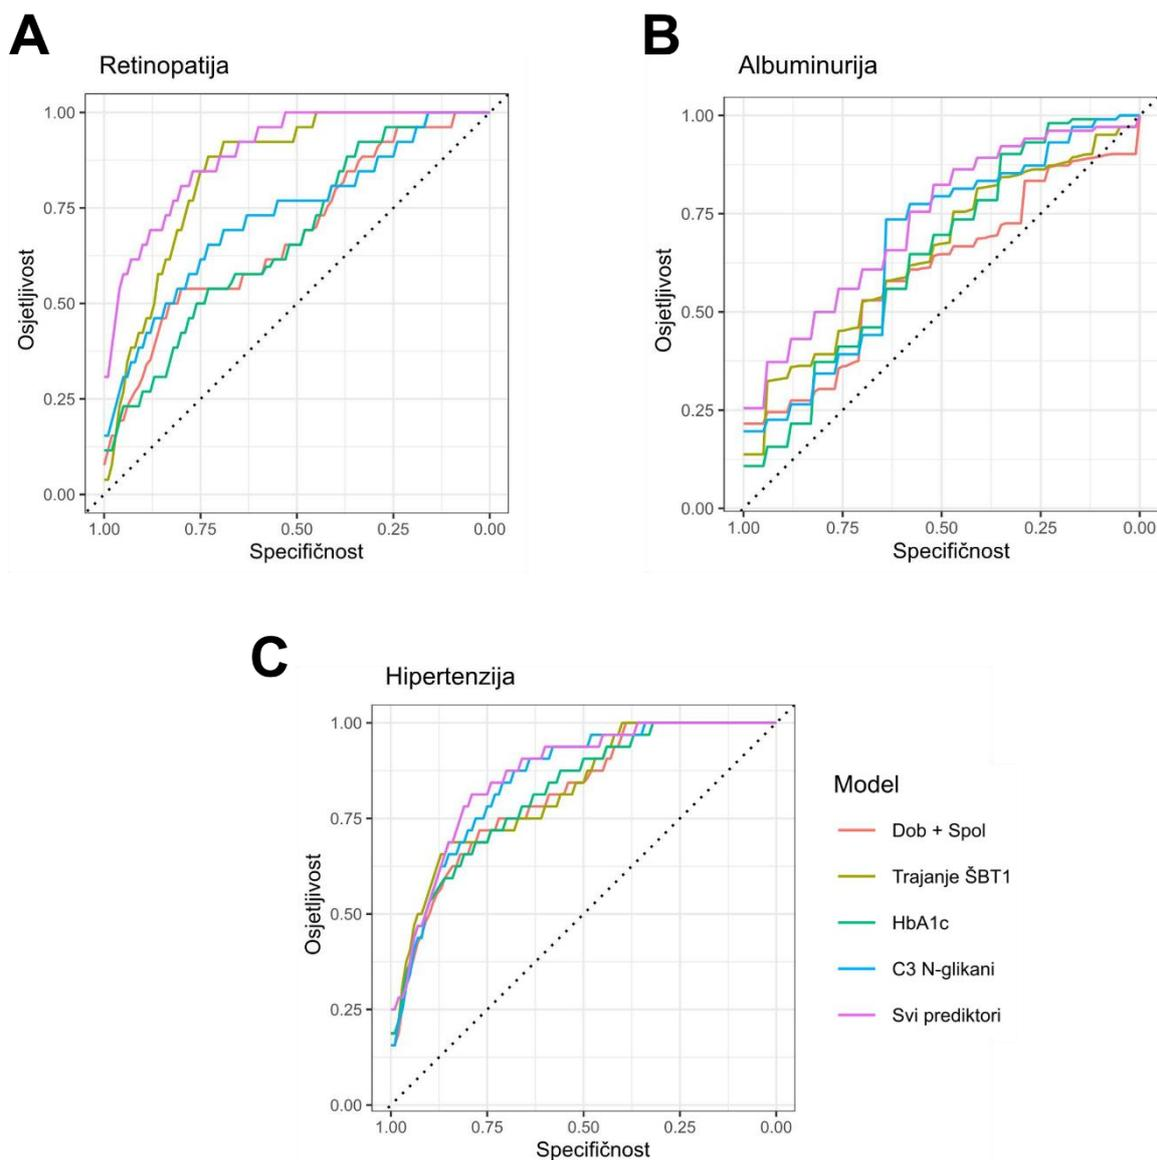 A
Retinopatija
1.00
0.75
0.50
0.25
0.00
Osjetljivost
1.00 0.75 0.50 0.25 0.00
Specifičnost
B
Albuminurija
1.00
0.75
0.50
0.25
0.00
Osjetljivost
1.00 0.75 0.50 0.25 0.00
Specifičnost
C
Hipertenzija
1.00
0.75
0.50
0.25
0.00
Osjetljivost
1.00 0.75 0.50 0.25 0.00
Specifičnost
Model
Dob + Spol
Trajanje ŠBT1
HbA1c
C3 N-glikani
Svi prediktori